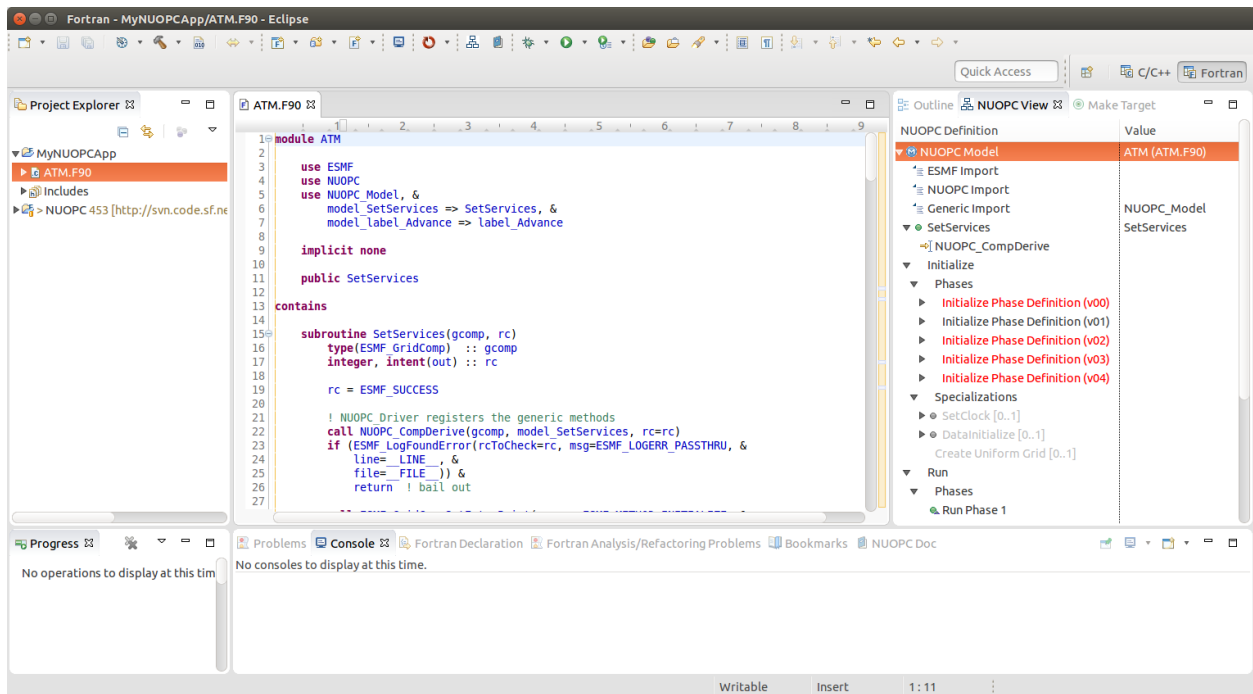 Fortran - MyNUOPCApp/ATM.F90 - Eclipse
Quick Access
C/C++
Fortran
Project Explorer
MyNUOPCApp
ATM.F90
Includes
> NUOPC 453 [http://svn.code.sf.ne
ATM.F90
1 2 3 4 5 6 7 8 9
1 module ATM
2
3 use ESMF
4 use NUOPC
5 use NUOPC_Model, &
6 model_SetServices => SetServices, &
7 model_label_Advance => label_Advance
8
9 implicit none
10
11 public SetServices
12
13 contains
14
15 subroutine SetServices(gcomp, rc)
16 type(ESMF_GridComp) :: gcomp
17 integer, intent(out) :: rc
18
19 rc = ESMF_SUCCESS
20
21 ! NUOPC_Driver registers the generic methods
22 call NUOPC_CompDerive(gcomp, model_SetServices, rc=rc)
23 if (ESMF_LogFoundError(rcToCheck=rc, msg=ESMF_LOGERR_PASSTHRU, &
24 line=__LINE__, &
25 file=__FILE__)) &
26 return ! bail out
27
Outline
NUOPC View
Make Target
NUOPC Definition Value
NUOPC Model ATM (ATM.F90)
ESMF Import
NUOPC Import
Generic Import NUOPC_Model
SetServices SetServices
NUOPC_CompDerive
Initialize
Phases
Initialize Phase Definition (v00)
Initialize Phase Definition (v01)
Initialize Phase Definition (v02)
Initialize Phase Definition (v03)
Initialize Phase Definition (v04)
Specializations
SetClock [0..1]
DataInitialize [0..1]
Create Uniform Grid [0..1]
Run
Phases
Run Phase 1
Progress
No operations to display at this tim
Problems
Console
Fortran Declaration
Fortran Analysis/Refactoring Problems
Bookmarks
NUOPC Doc
No consoles to display at this time.
Writable
Insert
1 : 11